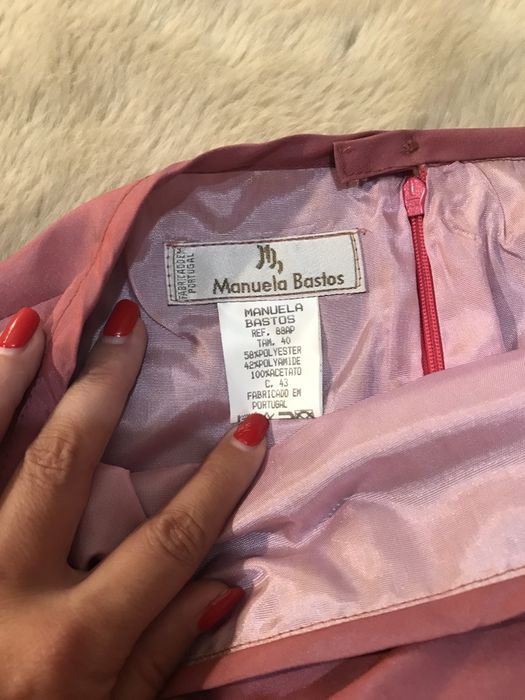 FABRICADO EM
PORTUGAL
Manuela Bastos
MANUELA
BASTOS
REF. 88AP
TAM. 40
58%POLYESTER
42%POLYAMIDE
100%ACETATO
C. 43
FABRICADO EM
PORTUGAL